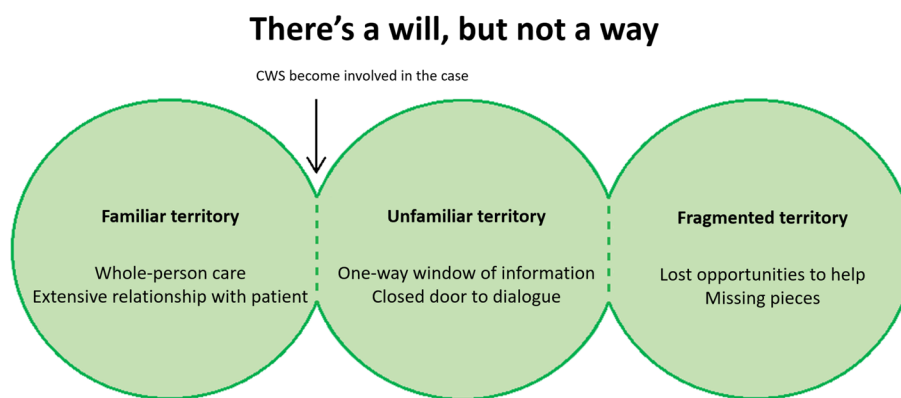 There's a will, but not a way
CWS become involved in the case
Familiar territory
Whole-person care
Extensive relationship with patient
Unfamiliar territory
One-way window of information
Closed door to dialogue
Fragmented territory
Lost opportunities to help
Missing pieces